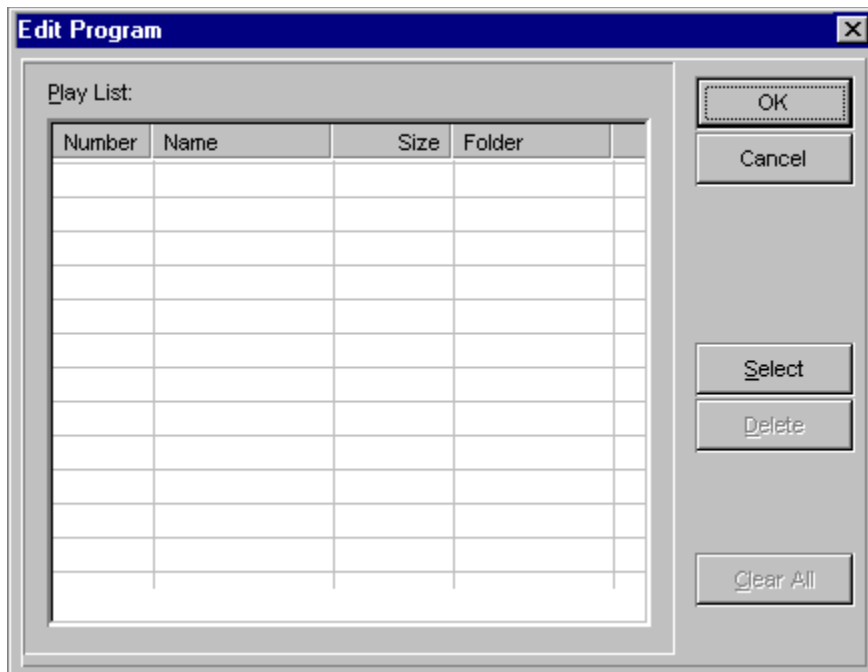 Edit Program
Play List:
Number Name Size Folder
OK
Cancel
Select
Delete
Clear All